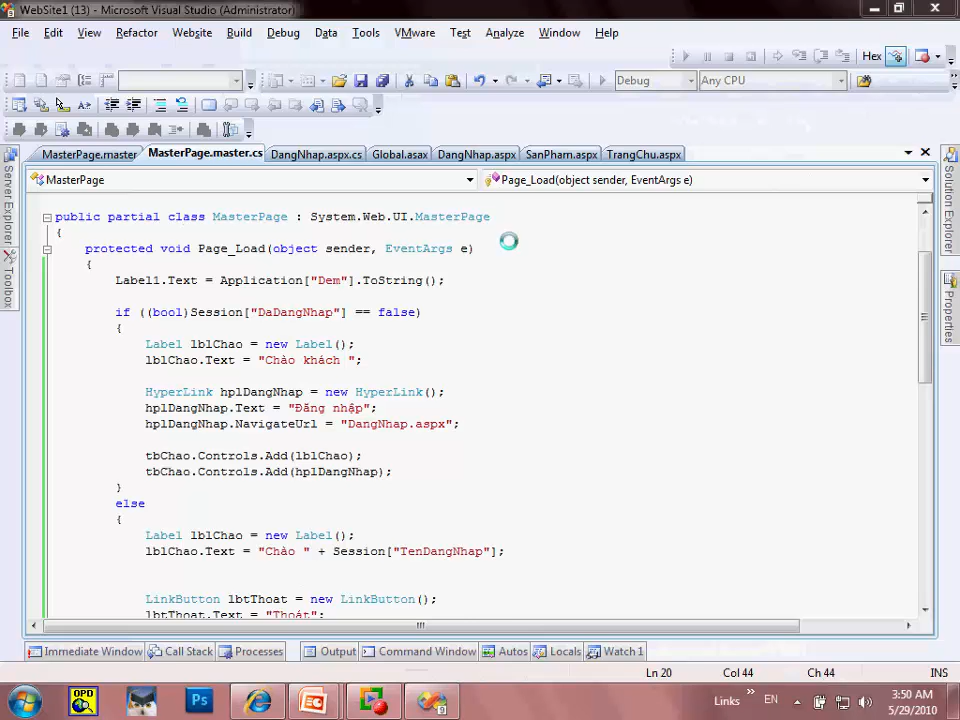 WebSite1 (13) - Microsoft Visual Studio (Administrator)
File Edit View Refactor Website Build Debug Data Tools VMware Test Analyze Window Help
Hex
Debug Any CPU
MasterPage.master MasterPage.master.cs DangNhap.aspx.cs Global.asax DangNhap.aspx SanPham.aspx TrangChu.aspx
MasterPage Page_Load(object sender, EventArgs e)
Server Explorer
Toolbox
Solution Explorer
Properties
public partial class MasterPage : System.Web.UI.MasterPage
{
protected void Page_Load(object sender, EventArgs e)
{
Label1.Text = Application["Dem"].ToString();
if ((bool)Session["DaDangNhap"] == false)
{
Label lblChao = new Label();
lblChao.Text = "Chào khách ";
HyperLink hplDangNhap = new HyperLink();
hplDangNhap.Text = "Đăng nhập";
hplDangNhap.NavigateUrl = "DangNhap.aspx";
tbChao.Controls.Add(lblChao);
tbChao.Controls.Add(hplDangNhap);
}
else
{
Label lblChao = new Label();
lblChao.Text = "Chào " + Session["TenDangNhap"];
LinkButton lbtThoat = new LinkButton();
lbtThoat.Text = "Thoát";
Immediate Window Call Stack Processes Output Command Window Autos Locals Watch 1
Ln 20 Col 44 Ch 44 INS
OPD Ps Links » EN 3:50 AM
5/29/2010